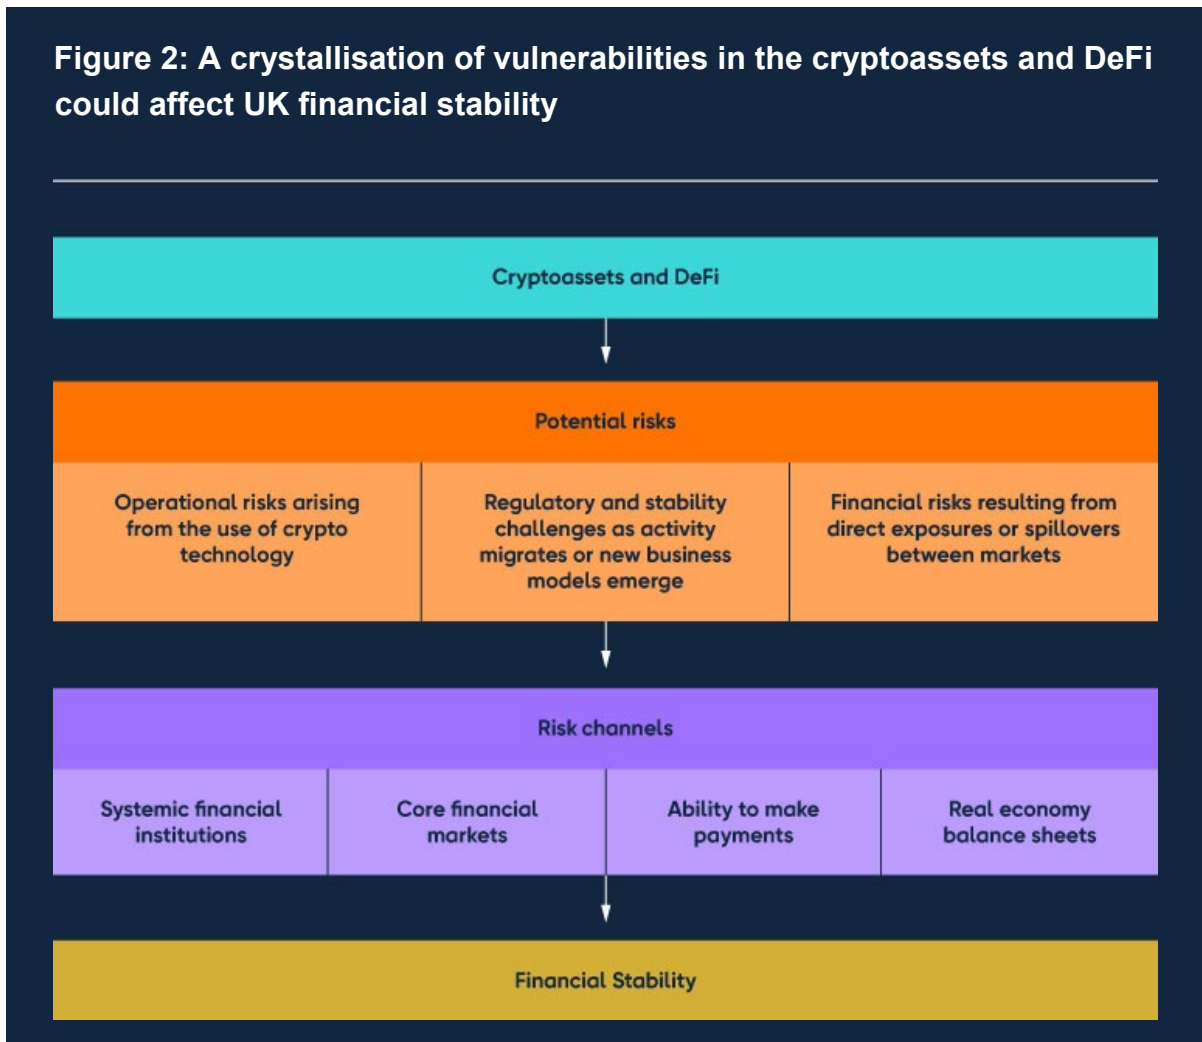 Figure 2: A crystallisation of vulnerabilities in the cryptoassets and DeFi
could affect UK financial stability
Cryptoassets and DeFi
Potential risks
Operational risks arising
from the use of crypto
technology
Regulatory and stability
challenges as activity
migrates or new business
models emerge
Financial risks resulting from
direct exposures or spillovers
between markets
Risk channels
Systemic financial
institutions
Core financial
markets
Ability to make
payments
Real economy
balance sheets
Financial Stability